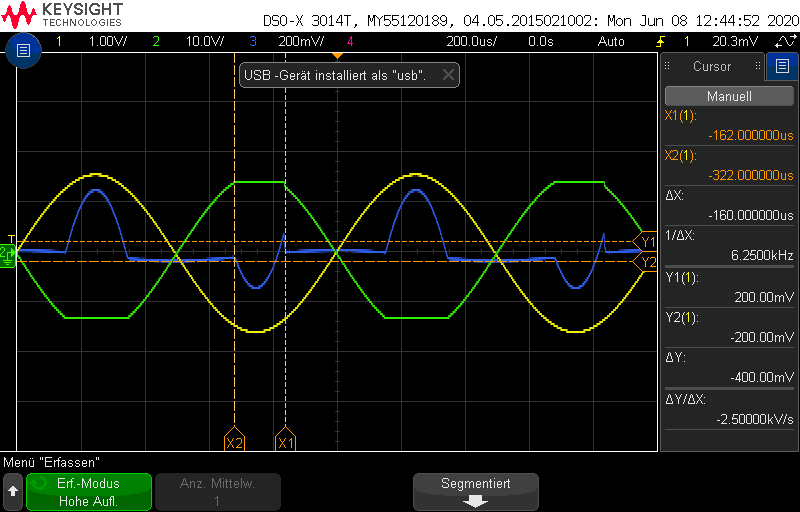 KEYSIGHT
TECHNOLOGIES
DSO-X 3014T, MY55120189, 04.05.2015021002: Mon Jun 08 12:44:52 2020
1 1.00V/ 2 10.0V/ 3 200mV/ 4 200.0us/ 0.0s Auto 1 20.3mV
USB -Gerät installiert als "usb".
Cursor
Manuell
X1(1):
-162.000000us
X2(1):
-322.000000us
ΔX:
-160.000000us
1/ΔX:
6.2500kHz
Y1(1):
200.00mV
Y2(1):
-200.00mV
ΔY:
-400.00mV
ΔY/ΔX:
-2.50000kV/s
T
2
Y1
Y2
X2 X1
Menü "Erfassen"
Erf.-Modus
Hohe Aufl.
Anz. Mittelw.
1
Segmentiert